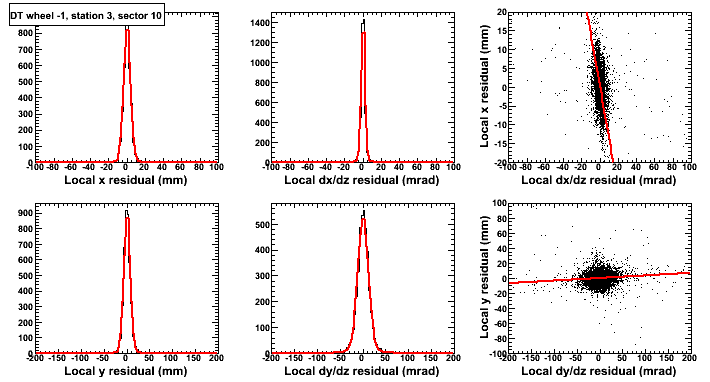 DT wheel -1, station 3, sector 10
0 100 200 300 400 500 600 700 800
-100 -80 -60 -40 -20 0 20 40 60 80 100
Local x residual (mm)
0 200 400 600 800 1000 1200 1400
-100 -80 -60 -40 -20 0 20 40 60 80 100
Local dx/dz residual (mrad)
Local x residual (mm)
20 15 10 5 0 -5 -10 -15 -20
-100 -80 -60 -40 -20 0 20 40 60 80 100
Local dx/dz residual (mrad)
0 100 200 300 400 500 600 700 800 900
-200 -150 -100 -50 0 50 100 150 200
Local y residual (mm)
0 100 200 300 400 500
-200 -150 -100 -50 0 50 100 150 200
Local dy/dz residual (mrad)
Local y residual (mm)
100 80 60 40 20 0 -20 -40 -60 -80 -100
-200 -150 -100 -50 0 50 100 150 200
Local dy/dz residual (mrad)